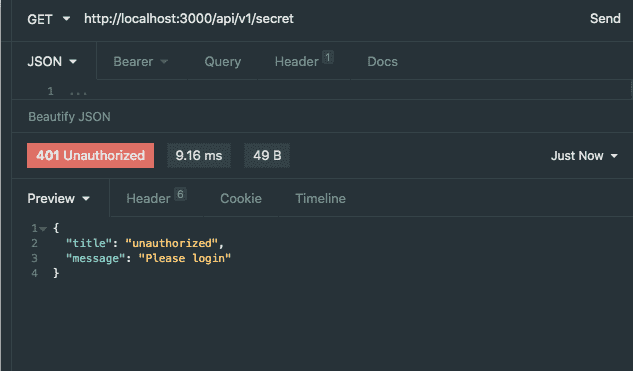 GET http://localhost:3000/api/v1/secret Send
JSON Bearer Query Header 1 Docs
1 ...
Beautify JSON
401 Unauthorized 9.16 ms 49 B Just Now
Preview Header 6 Cookie Timeline
1 {
2 "title": "unauthorized",
3 "message": "Please login"
4 }